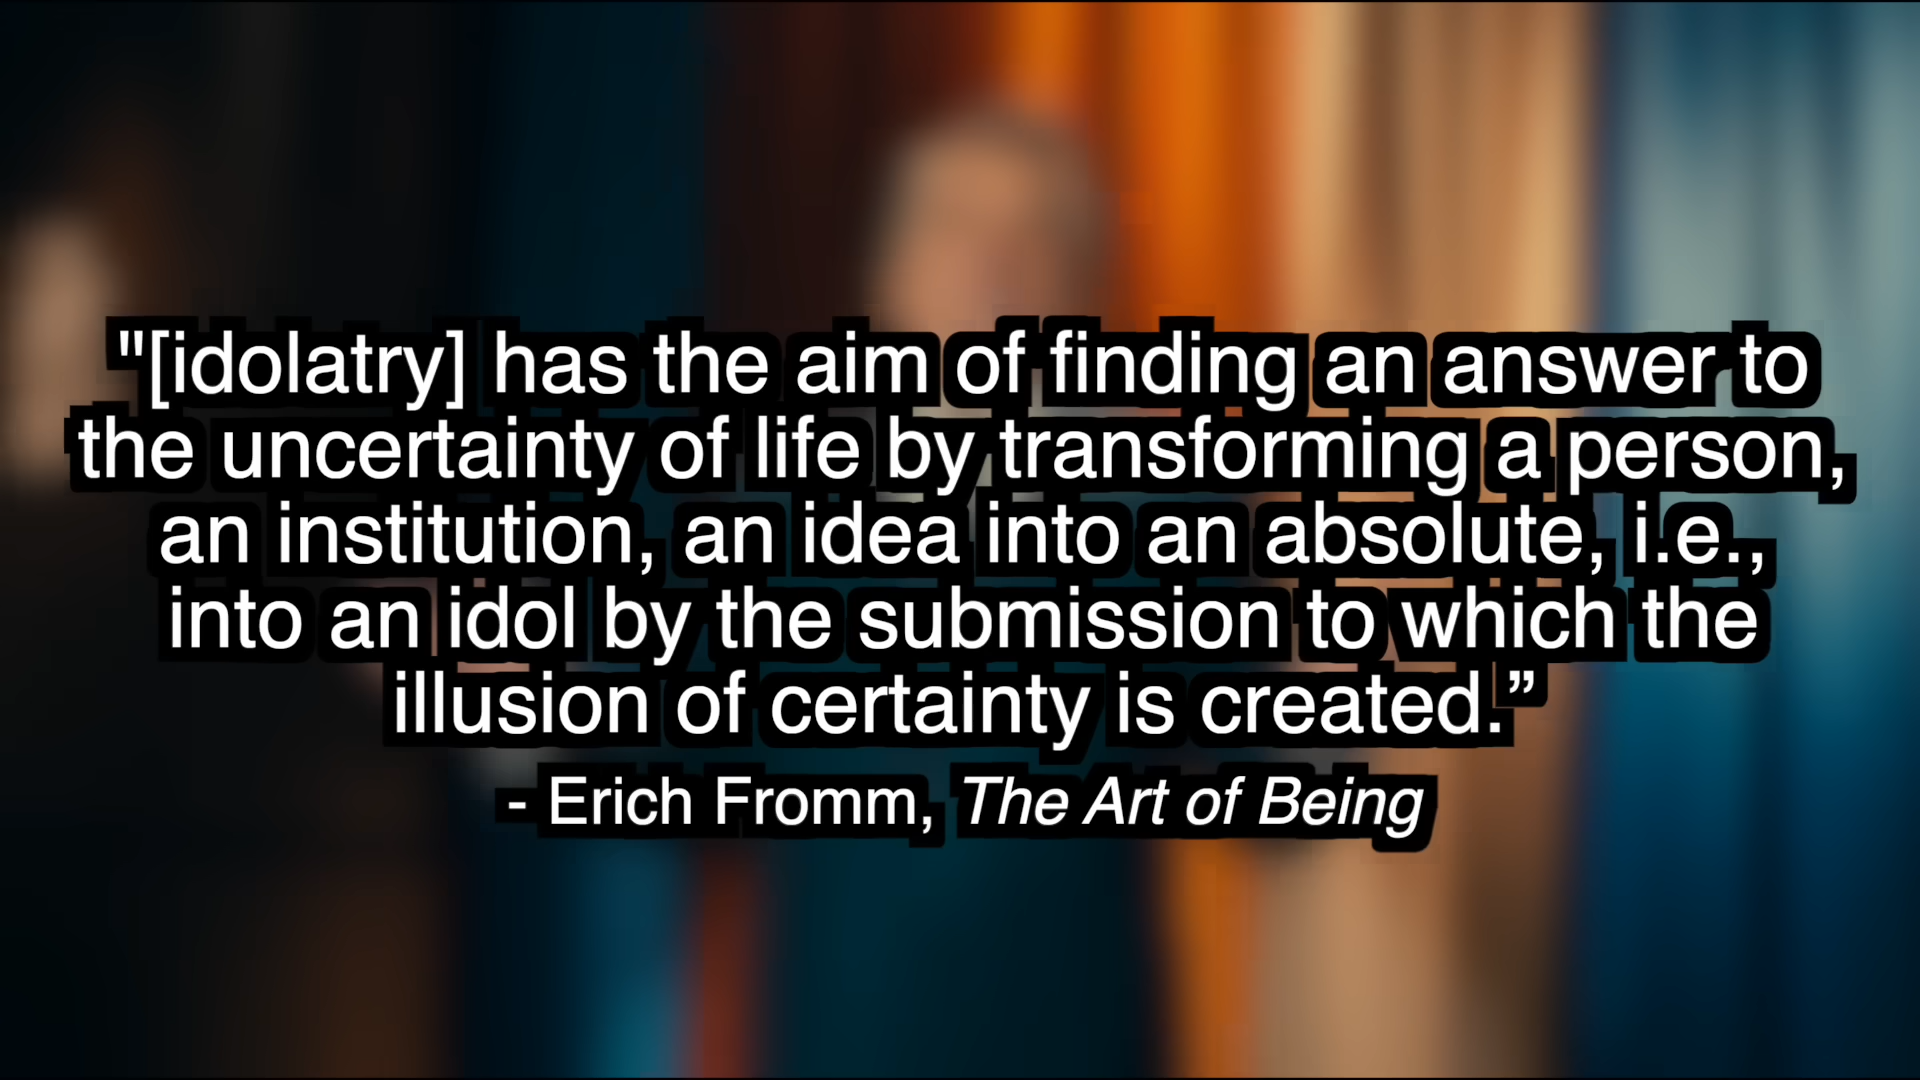 "[idolatry] has the aim of finding an answer to
the uncertainty of life by transforming a person,
an institution, an idea into an absolute, i.e.,
into an idol by the submission to which the
illusion of certainty is created.”
- Erich Fromm, The Art of Being